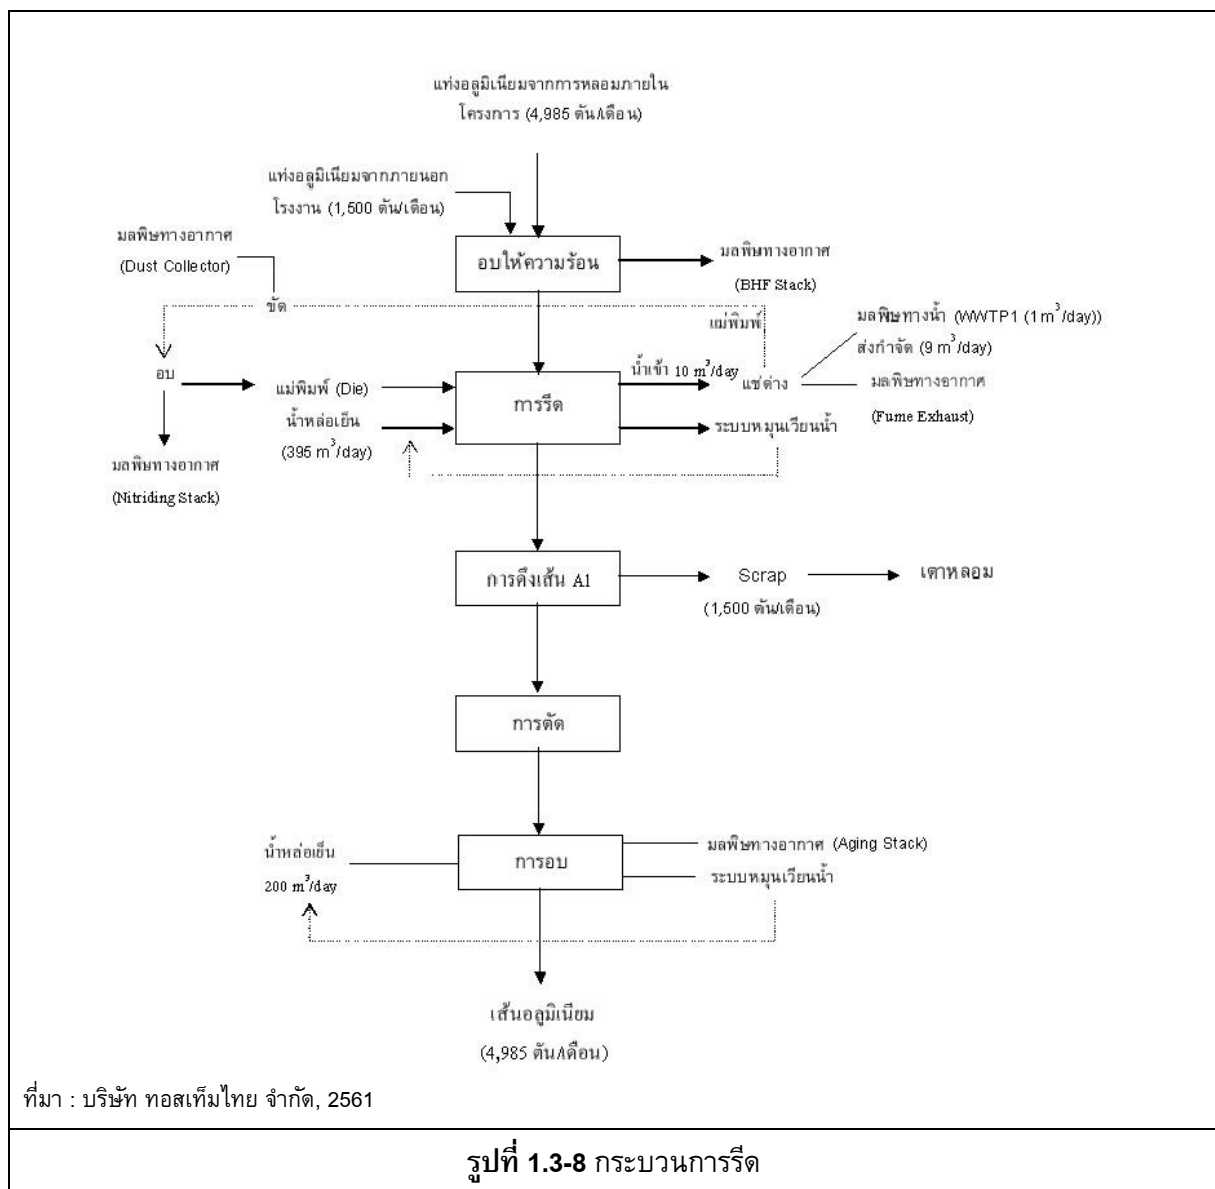 แท่งอลูมิเนียมจากการหลอมภายใน
โครงการ (4,985 ตัน/เดือน)
แท่งอลูมิเนียมจากภายนอก
โรงงาน (1,500 ตัน/เดือน)
มลพิษทางอากาศ
(Dust Collector)
อบให้ความร้อน
มลพิษทางอากาศ
(BHF Stack)
ขัด
แม่พิมพ์
มลพิษทางน้ำ (WWTP1 (1 m³/day))
ส่งกำจัด (9 m³/day)
อบ
แม่พิมพ์ (Die)
น้ำหล่อเย็น
(395 m³/day)
การรีด
น้ำเข้า 10 m³/day
แช่ด่าง
มลพิษทางอากาศ
(Fume Exhaust)
ระบบหมุนเวียนน้ำ
มลพิษทางอากาศ
(Nitriding Stack)
การดึงเส้น Al
Scrap
(1,500 ตัน/เดือน)
เตาหลอม
การตัด
น้ำหล่อเย็น
200 m³/day
การอบ
มลพิษทางอากาศ (Aging Stack)
ระบบหมุนเวียนน้ำ
เส้นอลูมิเนียม
(4,985 ตัน/เดือน)
ที่มา : บริษัท ทอสเท็มไทย จำกัด, 2561
รูปที่ 1.3-8 กระบวนการรีด